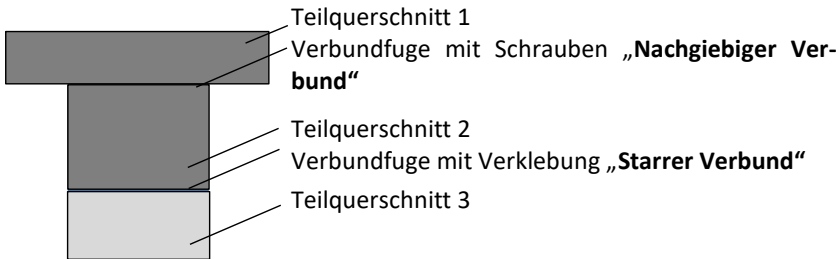 Teilquerschnitt 1
Verbundfuge mit Schrauben „Nachgiebiger Ver-
bund“
Teilquerschnitt 2
Verbundfuge mit Verklebung „Starrer Verbund“
Teilquerschnitt 3